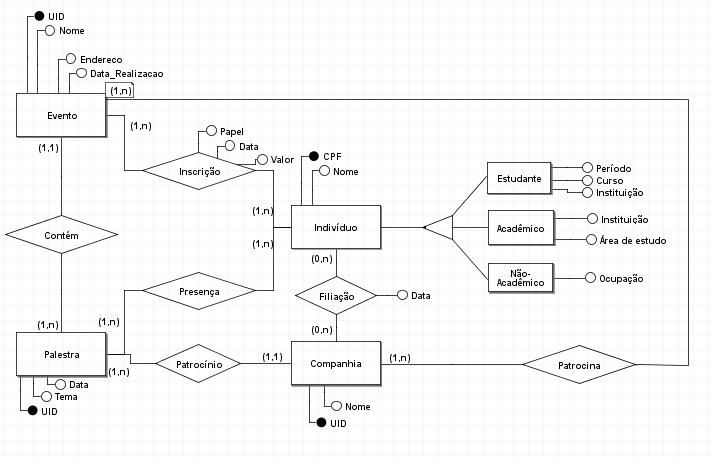 UID
Nome
Endereco
Data_Realizacao
(1,n)
Evento
(1,n)
(1,1)
Papel
Data
Valor
Inscrição
CPF
Nome
Estudante
Período
Curso
Instituição
(1,n)
Indivíduo
Acadêmico
Instituição
Área de estudo
Contém
(1,n)
(0,n)
Não-
Acadêmico
Ocupação
Presença
Filiação
Data
(1,n)
(1,n)
(0,n)
Palestra
Patrocínio
(1,1)
Companhia
(1,n)
Patrocina
(1,n)
Data
Tema
UID
Nome
UID